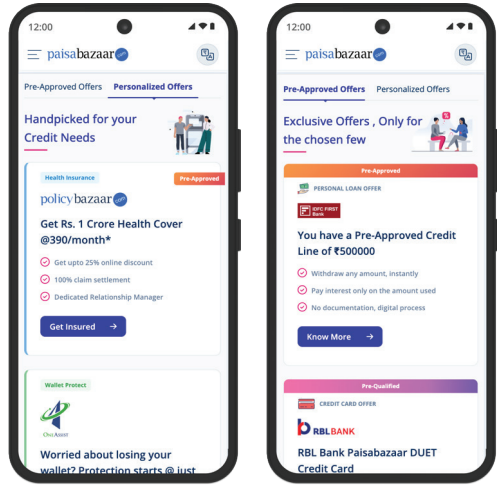 12:00
paisabazaar.com
Pre-Approved Offers Personalized Offers
Handpicked for your
Credit Needs
Health Insurance
Pre-Approved
policybazaar.com
Get Rs. 1 Crore Health Cover
@390/month*
Get upto 25% online discount
100% claim settlement
Dedicated Relationship Manager
Get Insured
Wallet Protect
OneAssist
Worried about losing your
wallet? Protection starts @ just
12:00
paisabazaar.com
Pre-Approved Offers Personalized Offers
Exclusive Offers , Only for
the chosen few
%
Pre-Approved
PERSONAL LOAN OFFER
IDFC FIRST
Bank
You have a Pre-Approved Credit
Line of ₹500000
Withdraw any amount, instantly
Pay interest only on the amount used
No documentation, digital process
Know More
Pre-Qualified
CREDIT CARD OFFER
RBLBANK
RBL Bank Paisabazaar DUET
Credit Card